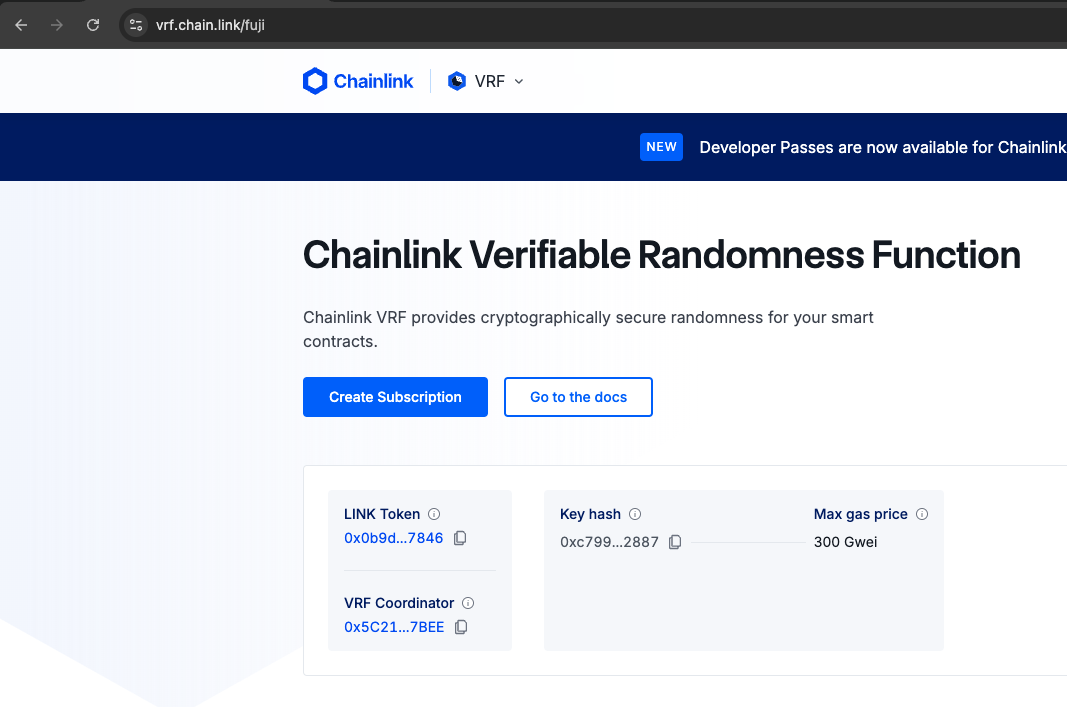 vrf.chain.link/fuji
Chainlink VRF
NEW Developer Passes are now available for Chainlink
Chainlink Verifiable Randomness Function
Chainlink VRF provides cryptographically secure randomness for your smart
contracts.
Create Subscription Go to the docs
LINK Token
0x0b9d...7846
VRF Coordinator
0x5C21...7BEE
Key hash Max gas price
0xc799...2887 300 Gwei